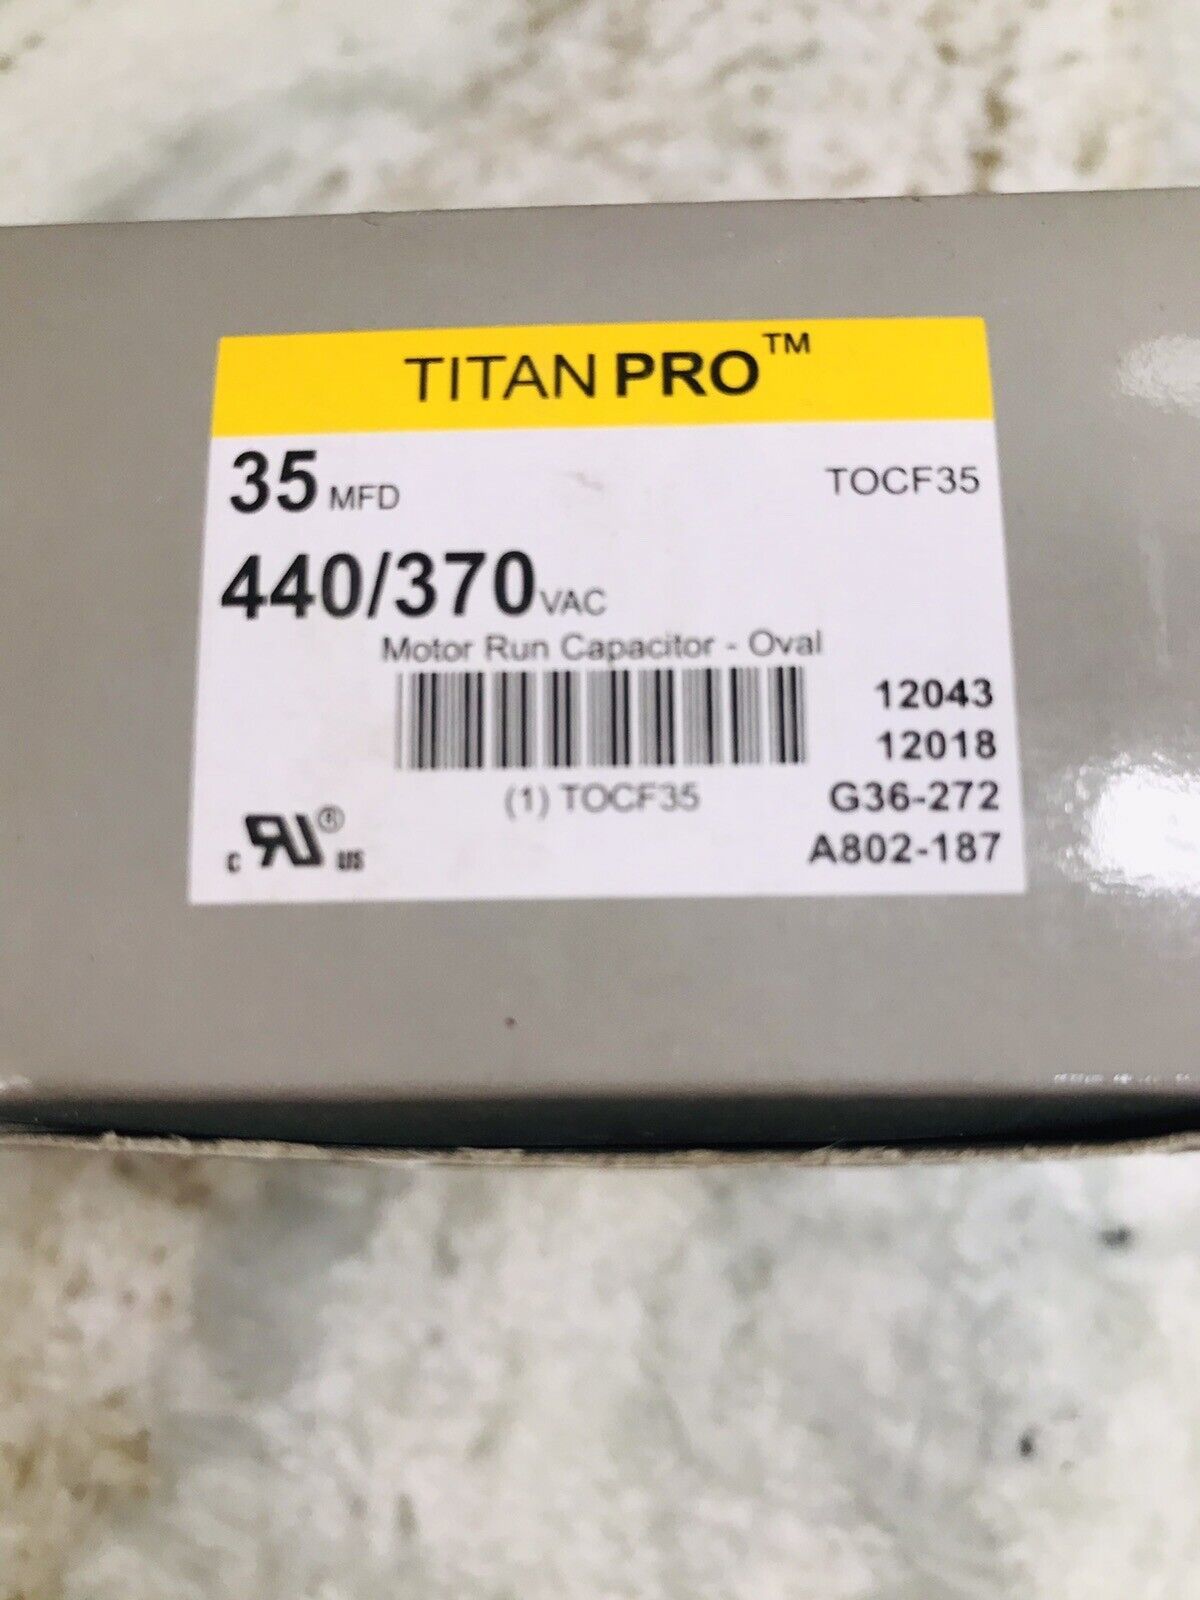 TITAN PRO™
35 MFD
TOCF35
440/370 VAC
Motor Run Capacitor - Oval
12043
12018
(1) TOCF35
G36-272
A802-187
c RU® US